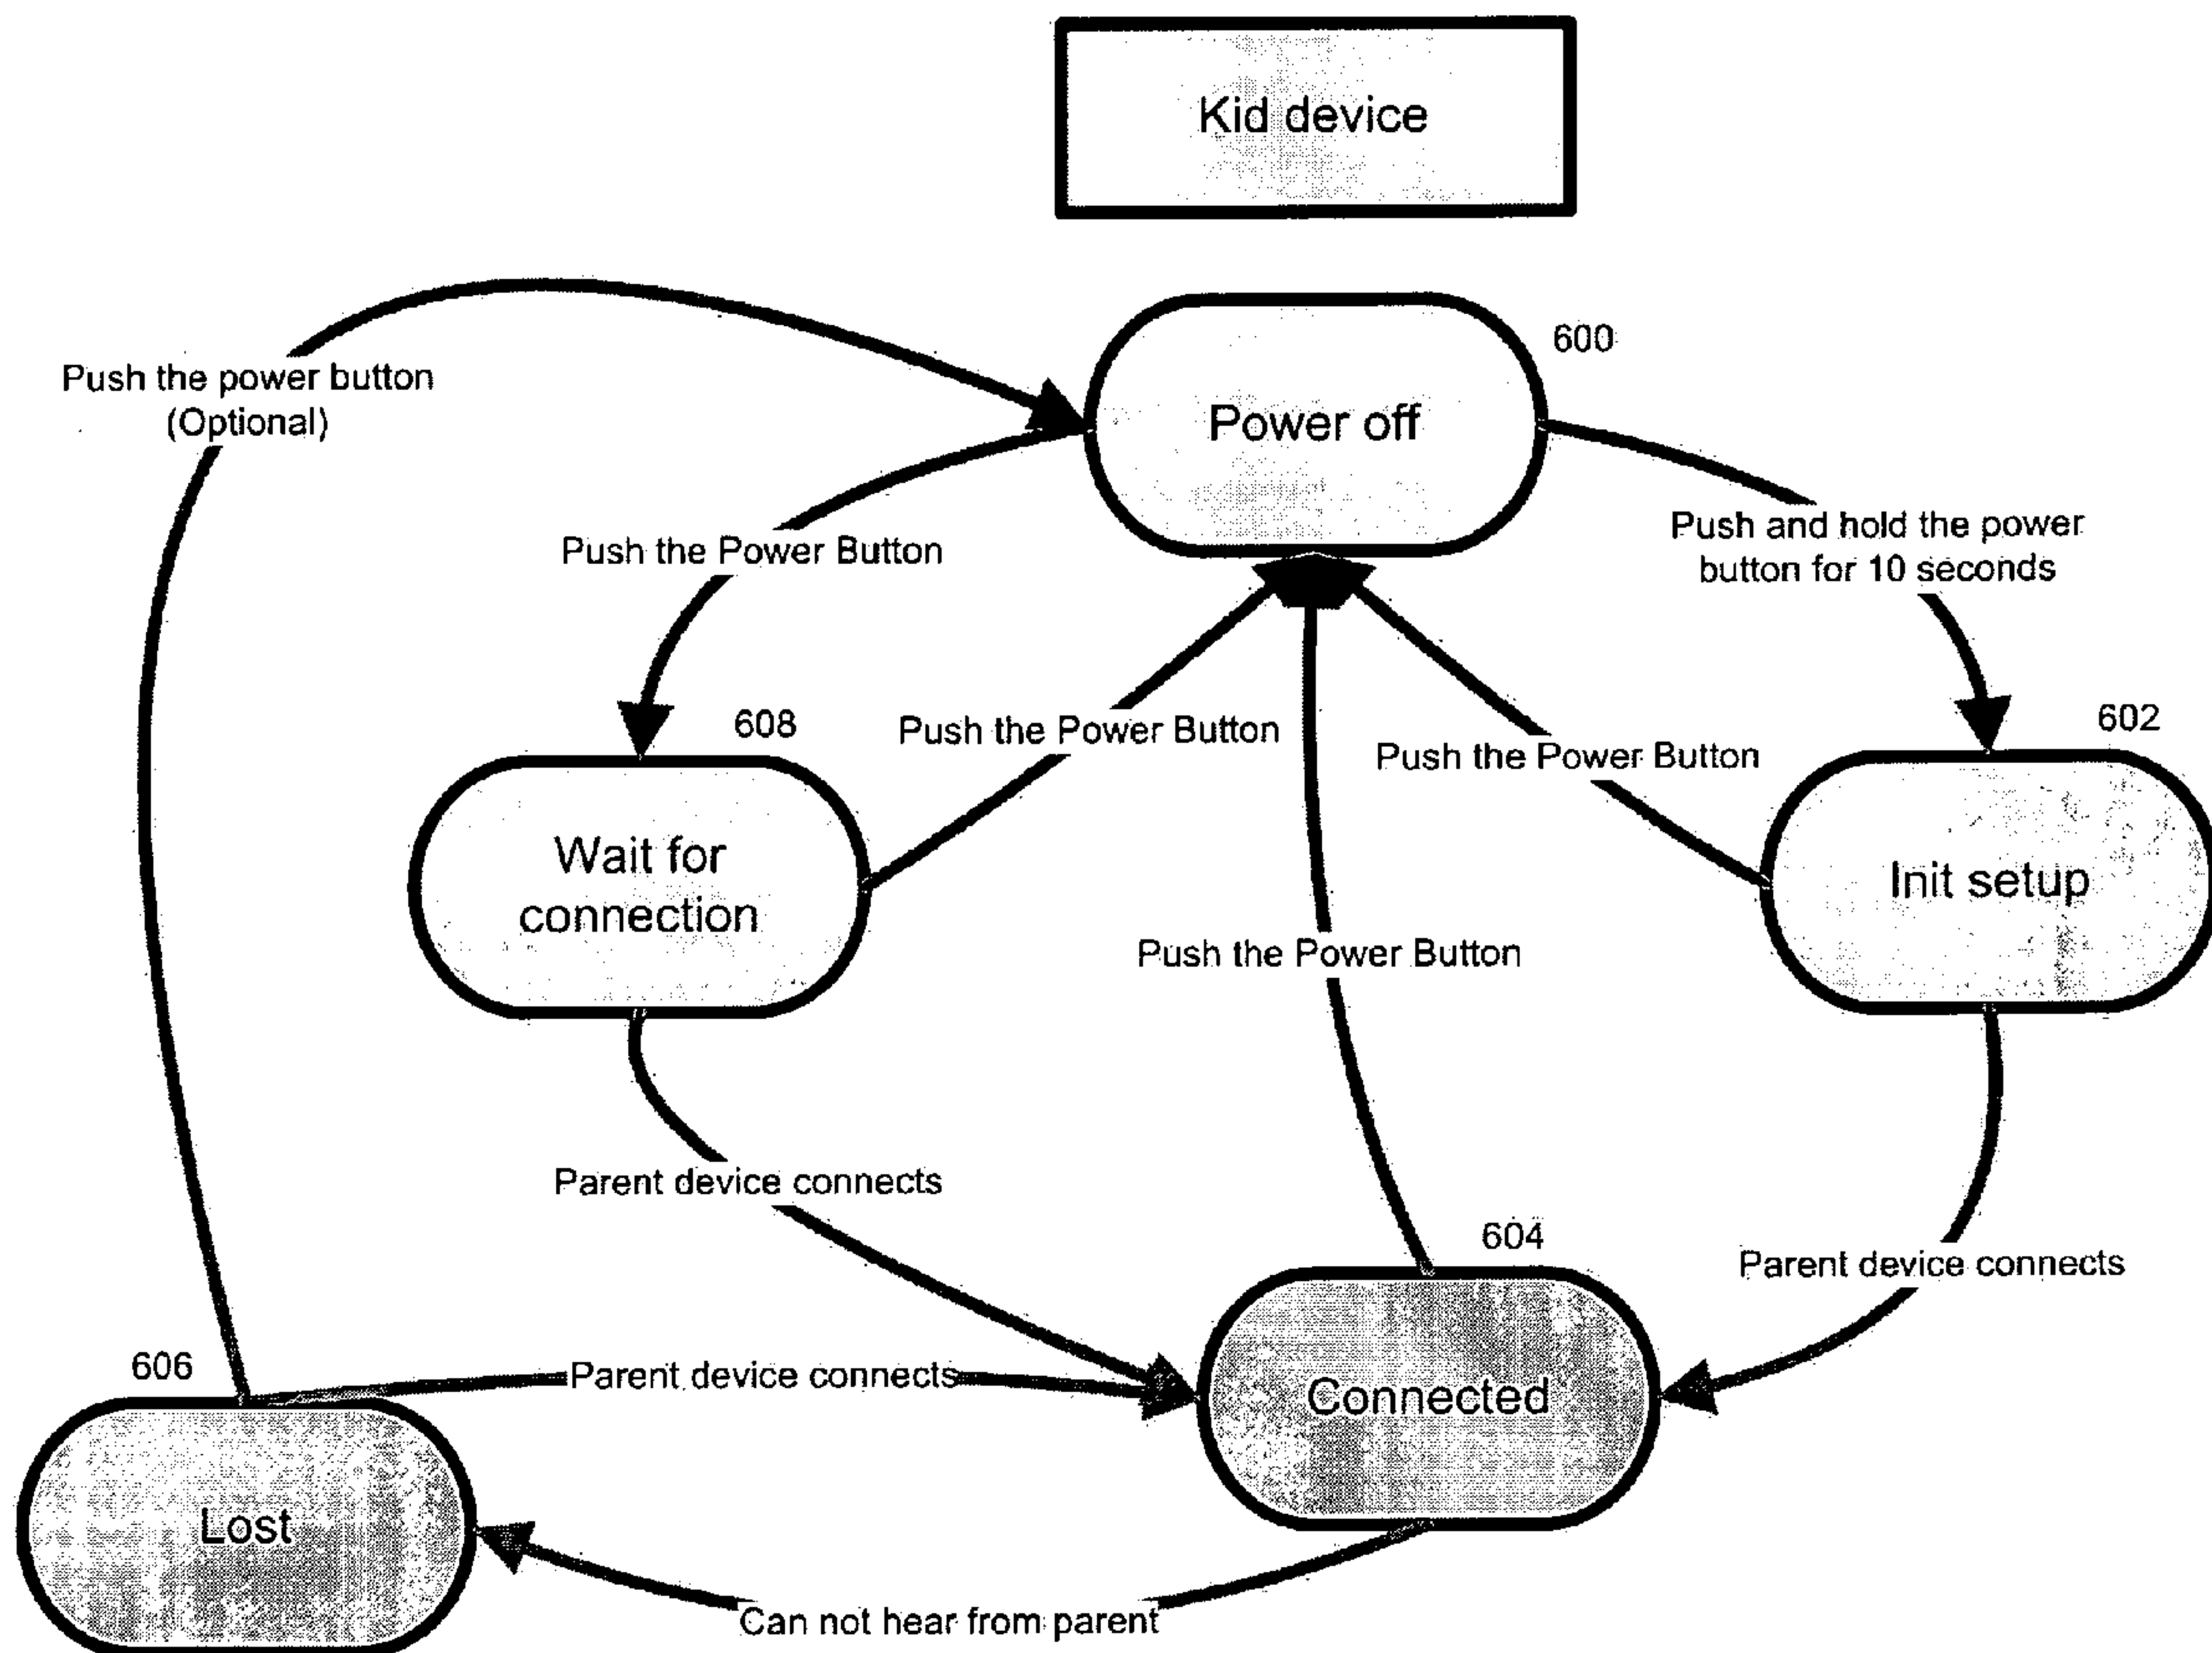 Kid device
600
Push the power button
(Optional)
Power off
Push and hold the power
button for 10 seconds
Push the Power Button
608
602
Push the Power Button
Push the Power Button
Wait for
connection
Init setup
Push the Power Button
Parent device connects
604
Parent device connects
606
Parent device connects
Connected
Lost
Can not hear from parent